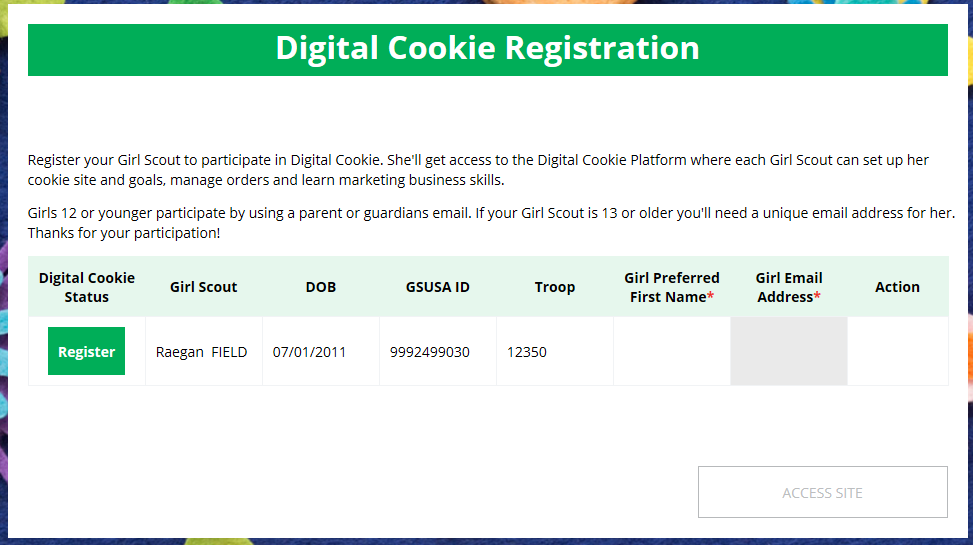 Digital Cookie Registration
Register your Girl Scout to participate in Digital Cookie. She'll get access to the Digital Cookie Platform where each Girl Scout can set up her
cookie site and goals, manage orders and learn marketing business skills.
Girls 12 or younger participate by using a parent or guardians email. If your Girl Scout is 13 or older you'll need a unique email address for her.
Thanks for your participation!
Digital Cookie Status Girl Scout DOB GSUSA ID Troop Girl Preferred First Name* Girl Email Address* Action
Register Raegan FIELD 07/01/2011 9992499030 12350
ACCESS SITE